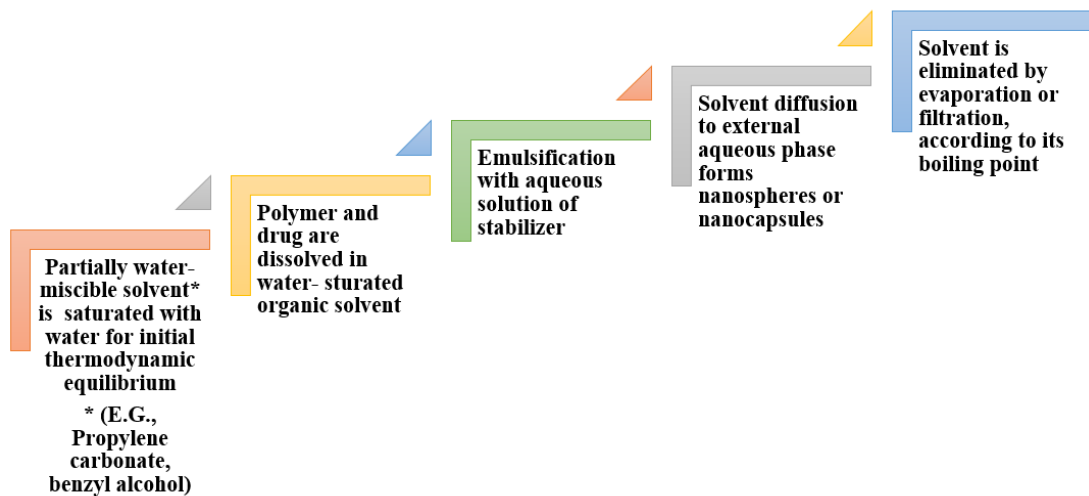 Partially water-
miscible solvent*
is saturated with
water for initial
thermodynamic
equilibrium
* (E.G.,
Propylene
carbonate,
benzyl alcohol)
Polymer and
drug are
dissolved in
water- sturated
organic solvent
Emulsification
with aqueous
solution of
stabilizer
Solvent diffusion
to external
aqueous phase
forms
nanospheres or
nanocapsules
Solvent is
eliminated by
evaporation or
filtration,
according to its
boiling point